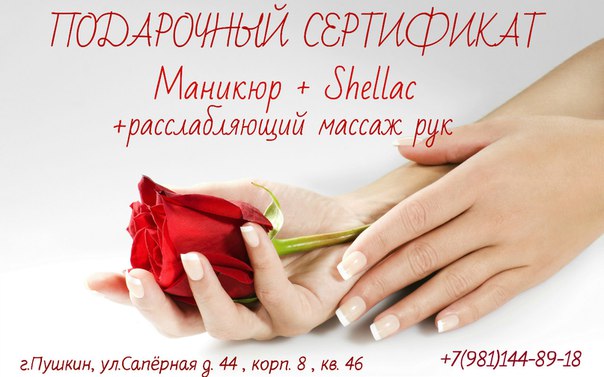 ПОДАРОЧНЫЙ СЕРТИФИКАТ
Маникюр + Shellac
+расслабляющий массаж рук
г.Пушкин, ул.Сапёрная д. 44 , корп. 8 , кв. 46
+7(981)144-89-18